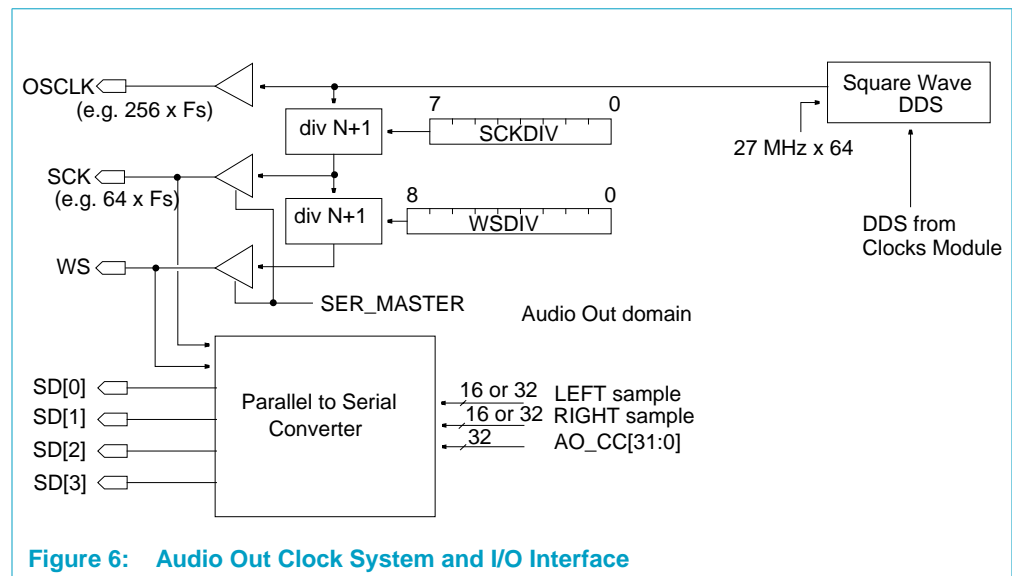 OSCLK
(e.g. 256 x Fs)
Square Wave
DDS
7 0
div N+1
SCKDIV
27 MHz x 64
SCK
(e.g. 64 x Fs)
8 0
div N+1
WSDIV
DDS from
Clocks Module
WS
SER_MASTER
Audio Out domain
SD[0]
SD[1]
SD[2]
SD[3]
Parallel to Serial
Converter
16 or 32 LEFT sample
16 or 32 RIGHT sample
32 AO_CC[31:0]
Figure 6: Audio Out Clock System and I/O Interface